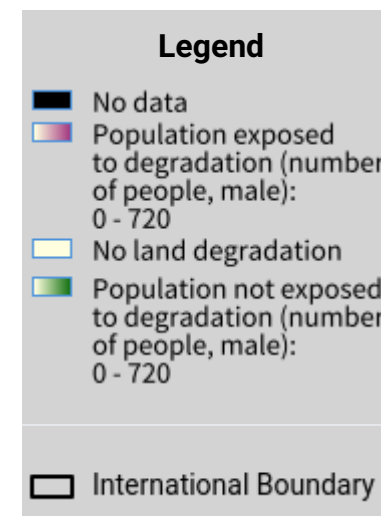 Legend
No data
Population exposed
to degradation (number
of people, male):
0 - 720
No land degradation
Population not exposed
to degradation (number
of people, male):
0 - 720
International Boundary